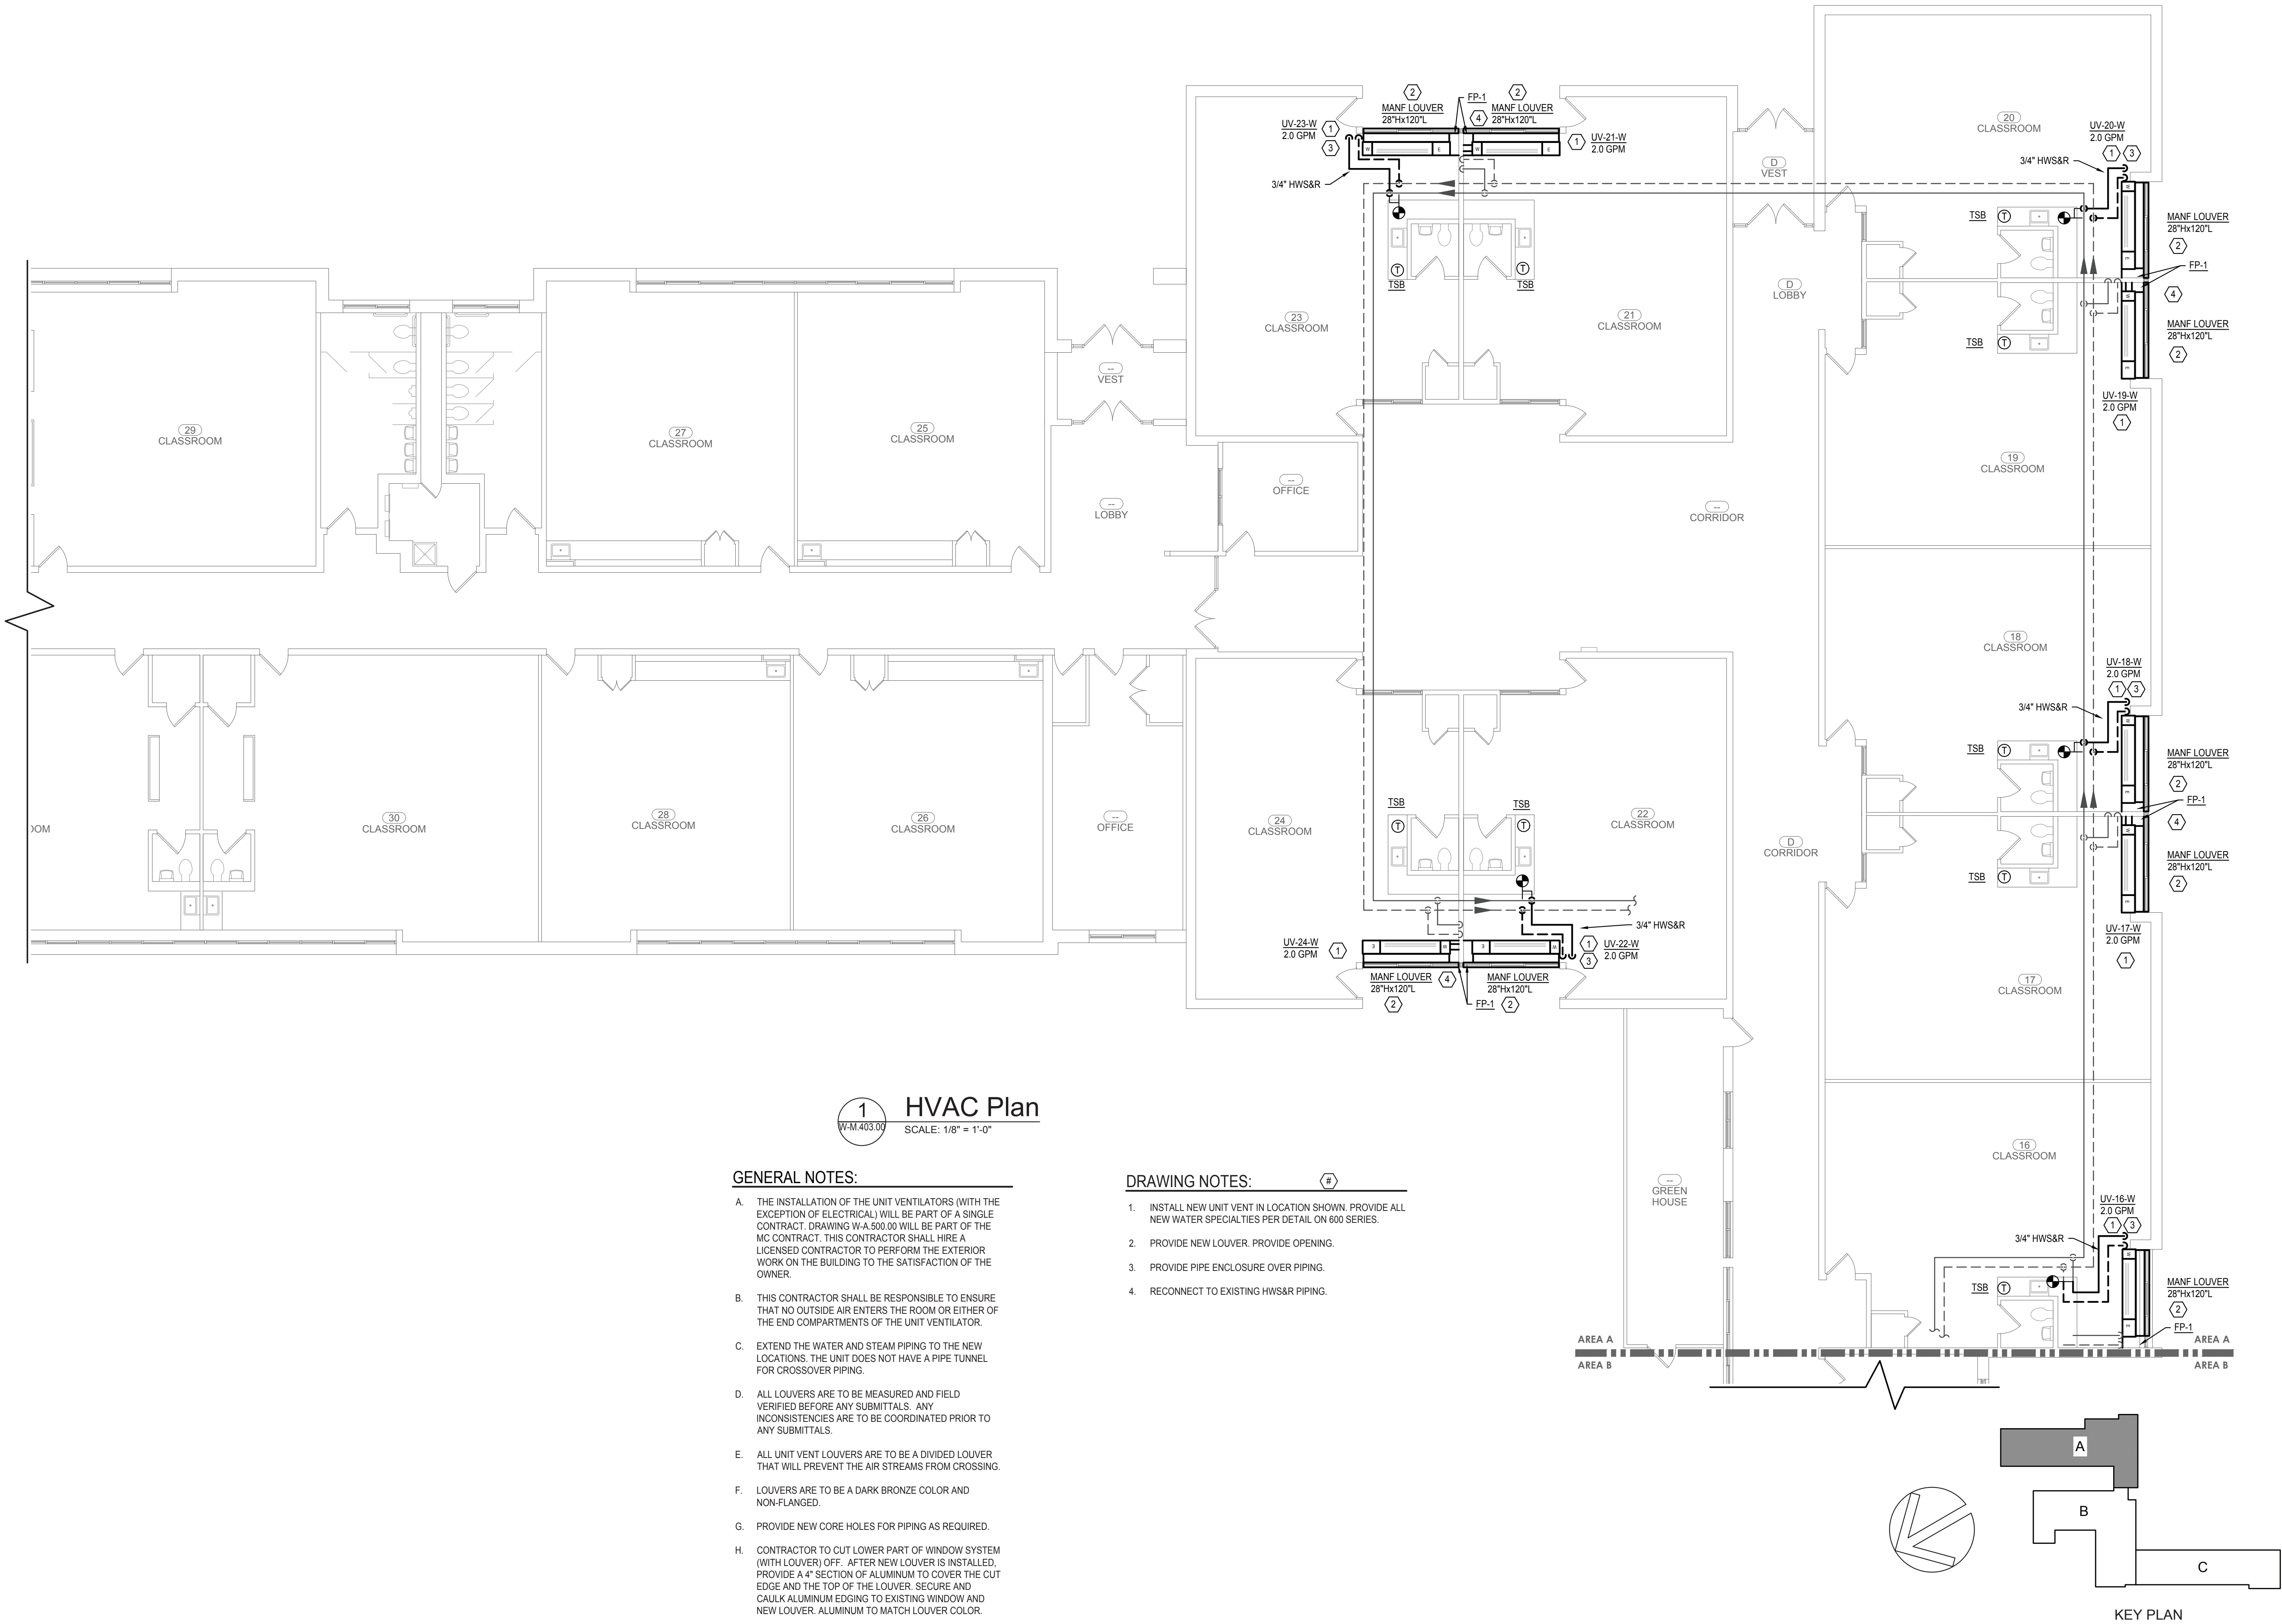 20
CLASSROOM
2
MANF LOUVER
28"Hx120"L
FP-1
4
2
MANF LOUVER
28"Hx120"L
UV-23-W
2.0 GPM
1
3
W
E
W
E
1
UV-21-W
2.0 GPM
3/4" HWS&R
D
VEST
UV-20-W
2.0 GPM
1
3
3/4" HWS&R
W
TSB
T
MANF LOUVER
28"Hx120"L
2
E
FP-1
T
TSB
T
TSB
D
LOBBY
W
4
23
CLASSROOM
21
CLASSROOM
MANF LOUVER
28"Hx120"L
2
TSB
T
E
--
VEST
UV-19-W
2.0 GPM
1
29
CLASSROOM
27
CLASSROOM
25
CLASSROOM
19
CLASSROOM
--
OFFICE
--
LOBBY
--
CORRIDOR
18
CLASSROOM
UV-18-W
2.0 GPM
1
3
3/4" HWS&R
W
TSB
T
MANF LOUVER
28"Hx120"L
2
E
FP-1
TSB
T
TSB
T
30
CLASSROOM
28
CLASSROOM
26
CLASSROOM
--
OFFICE
24
CLASSROOM
22
CLASSROOM
OOM
W
4
D
CORRIDOR
MANF LOUVER
28"Hx120"L
2
TSB
T
E
3/4" HWS&R
UV-24-W
2.0 GPM
1
E
W
E
W
1
3
UV-22-W
2.0 GPM
UV-17-W
2.0 GPM
1
MANF LOUVER
28"Hx120"L
2
4
MANF LOUVER
28"Hx120"L
FP-1
2
17
CLASSROOM
1
W-M.403.00
HVAC Plan
SCALE: 1/8" = 1'-0"
16
CLASSROOM
--
GREEN
HOUSE
UV-16-W
2.0 GPM
1
3
3/4" HWS&R
W
TSB
T
MANF LOUVER
28"Hx120"L
2
E
FP-1
AREA A
AREA B
AREA A
AREA B
GENERAL NOTES:
A. THE INSTALLATION OF THE UNIT VENTILATORS (WITH THE
EXCEPTION OF ELECTRICAL) WILL BE PART OF A SINGLE
CONTRACT. DRAWING W-A.500.00 WILL BE PART OF THE
MC CONTRACT. THIS CONTRACTOR SHALL HIRE A
LICENSED CONTRACTOR TO PERFORM THE EXTERIOR
WORK ON THE BUILDING TO THE SATISFACTION OF THE
OWNER.
B. THIS CONTRACTOR SHALL BE RESPONSIBLE TO ENSURE
THAT NO OUTSIDE AIR ENTERS THE ROOM OR EITHER OF
THE END COMPARTMENTS OF THE UNIT VENTILATOR.
C. EXTEND THE WATER AND STEAM PIPING TO THE NEW
LOCATIONS. THE UNIT DOES NOT HAVE A PIPE TUNNEL
FOR CROSSOVER PIPING.
D. ALL LOUVERS ARE TO BE MEASURED AND FIELD
VERIFIED BEFORE ANY SUBMITTALS. ANY
INCONSISTENCIES ARE TO BE COORDINATED PRIOR TO
ANY SUBMITTALS.
E. ALL UNIT VENT LOUVERS ARE TO BE A DIVIDED LOUVER
THAT WILL PREVENT THE AIR STREAMS FROM CROSSING.
F. LOUVERS ARE TO BE A DARK BRONZE COLOR AND
NON-FLANGED.
G. PROVIDE NEW CORE HOLES FOR PIPING AS REQUIRED.
H. CONTRACTOR TO CUT LOWER PART OF WINDOW SYSTEM
(WITH LOUVER) OFF. AFTER NEW LOUVER IS INSTALLED,
PROVIDE A 4" SECTION OF ALUMINUM TO COVER THE CUT
EDGE AND THE TOP OF THE LOUVER. SECURE AND
CAULK ALUMINUM EDGING TO EXISTING WINDOW AND
NEW LOUVER. ALUMINUM TO MATCH LOUVER COLOR.
DRAWING NOTES:
#
1. INSTALL NEW UNIT VENT IN LOCATION SHOWN. PROVIDE ALL
NEW WATER SPECIALTIES PER DETAIL ON 600 SERIES.
2. PROVIDE NEW LOUVER. PROVIDE OPENING.
3. PROVIDE PIPE ENCLOSURE OVER PIPING.
4. RECONNECT TO EXISTING HWS&R PIPING.
A
B
C
KEY PLAN